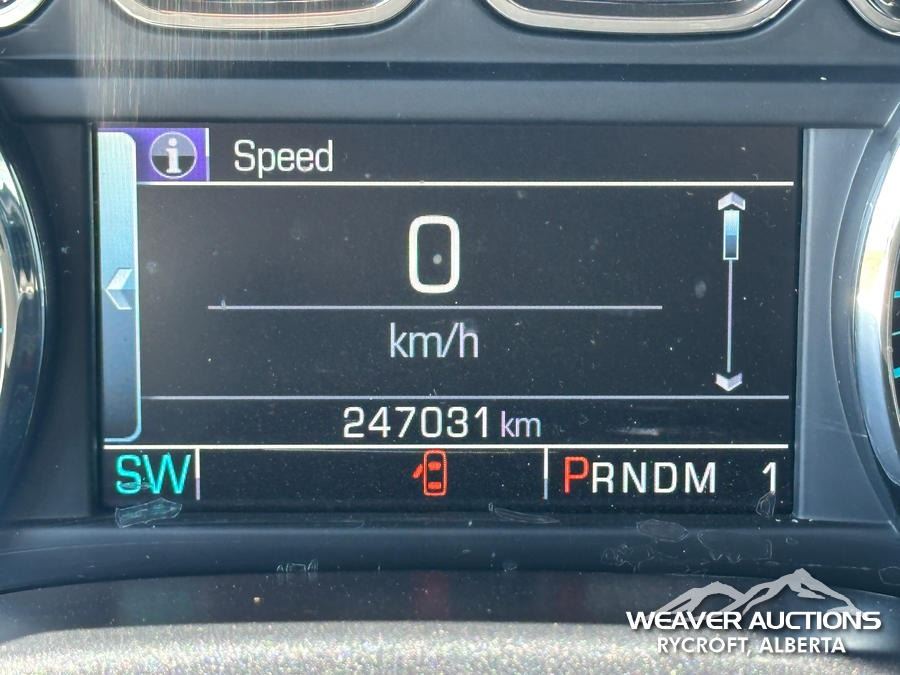 i Speed
0
km/h
247031 km
SW PRNDM 1
WEAVER AUCTIONS
RYCROFT, ALBERTA